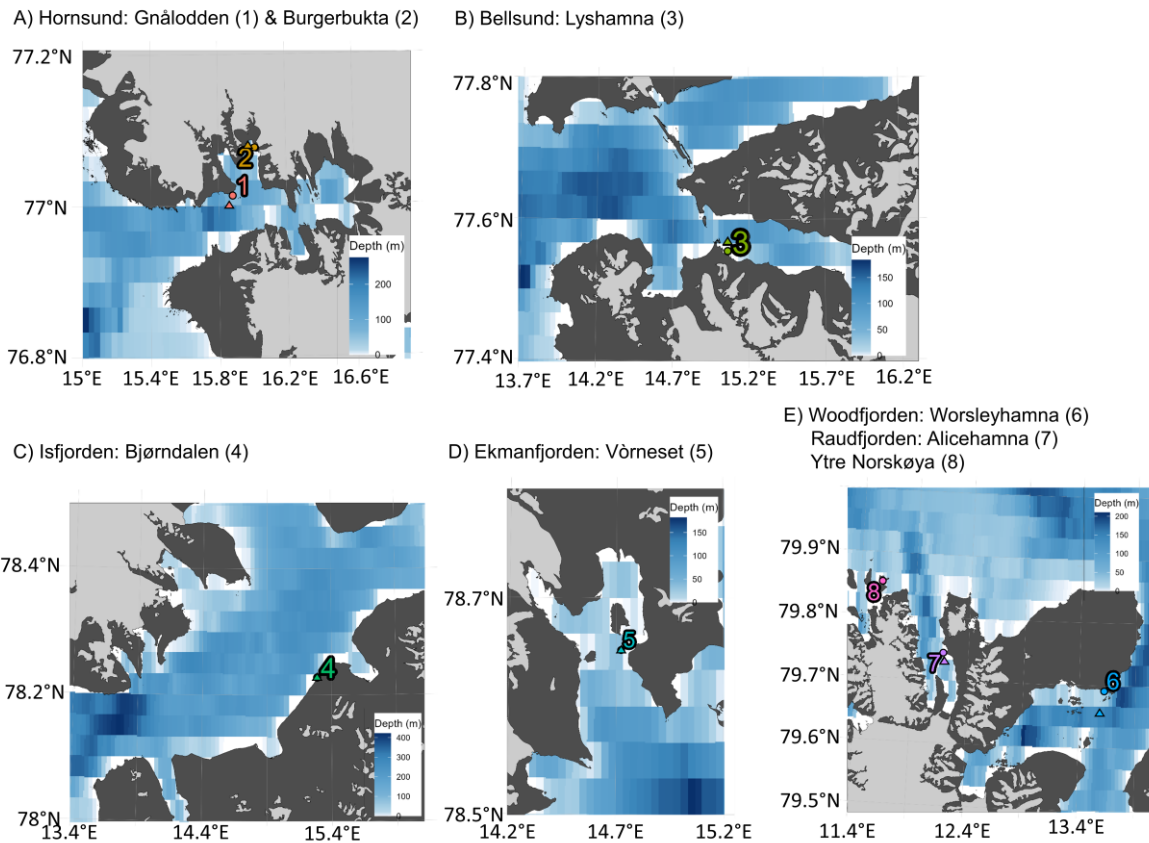 A) Hornsund: Gnålodden (1) & Burgerbukta (2)
77.2°N
77°N
76.8°N
15°E 15.4°E 15.8°E 16.2°E 16.6°E
2
1
Depth (m)
200
100
0
B) Bellsund: Lyshamna (3)
77.8°N
77.6°N
77.4°N
13.7°E 14.2°E 14.7°E 15.2°E 15.7°E 16.2°E
3
Depth (m)
150
100
50
0
C) Isfjorden: Bjørndalen (4)
78.4°N
78.2°N
78°N
13.4°E 14.4°E 15.4°E
4
Depth (m)
400
300
200
100
0
D) Ekmanfjorden: Vòrneset (5)
78.7°N
78.5°N
14.2°E 14.7°E 15.2°E
5
Depth (m)
150
100
50
0
E) Woodfjorden: Worsleyhamna (6)
Raudfjorden: Alicehamna (7)
Ytre Norskøya (8)
79.9°N
79.8°N
79.7°N
79.6°N
79.5°N
11.4°E 12.4°E 13.4°E
8
7
6
Depth (m)
200
150
100
50
0